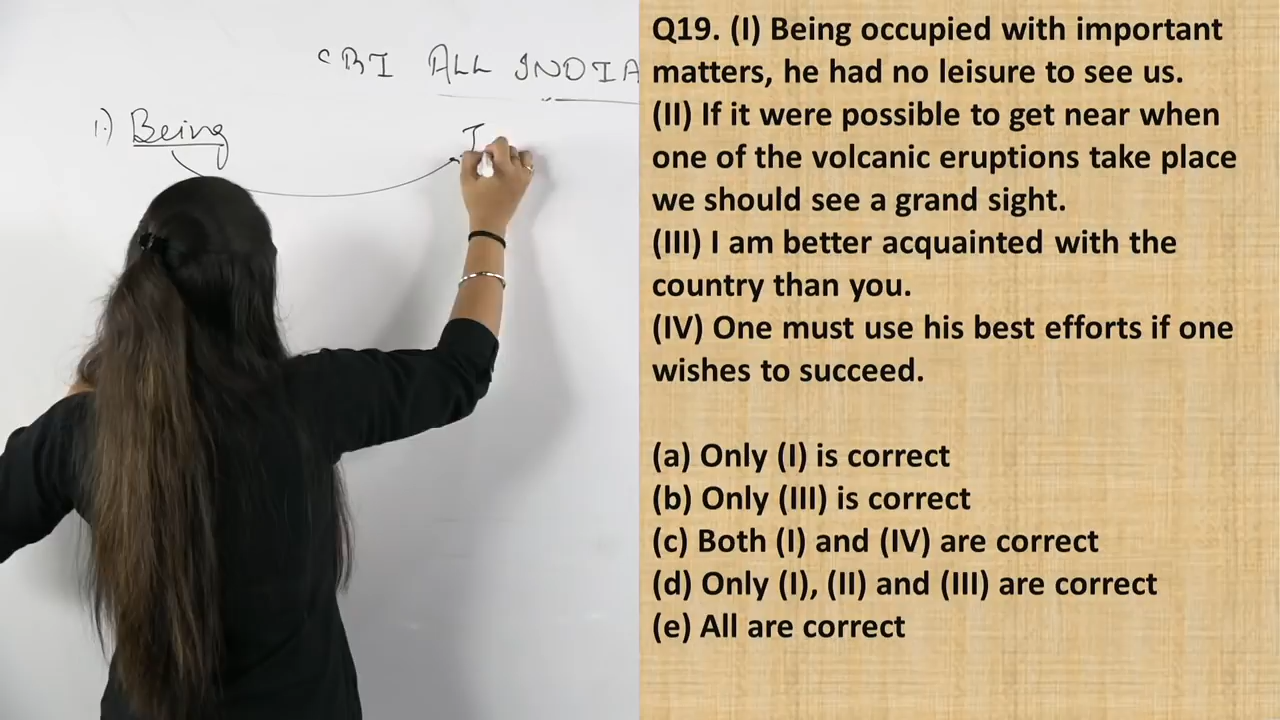 CBI ALL INDIA
1.) Being
I
Q19. (I) Being occupied with important
matters, he had no leisure to see us.
(II) If it were possible to get near when
one of the volcanic eruptions take place
we should see a grand sight.
(III) I am better acquainted with the
country than you.
(IV) One must use his best efforts if one
wishes to succeed.
(a) Only (I) is correct
(b) Only (III) is correct
(c) Both (I) and (IV) are correct
(d) Only (I), (II) and (III) are correct
(e) All are correct